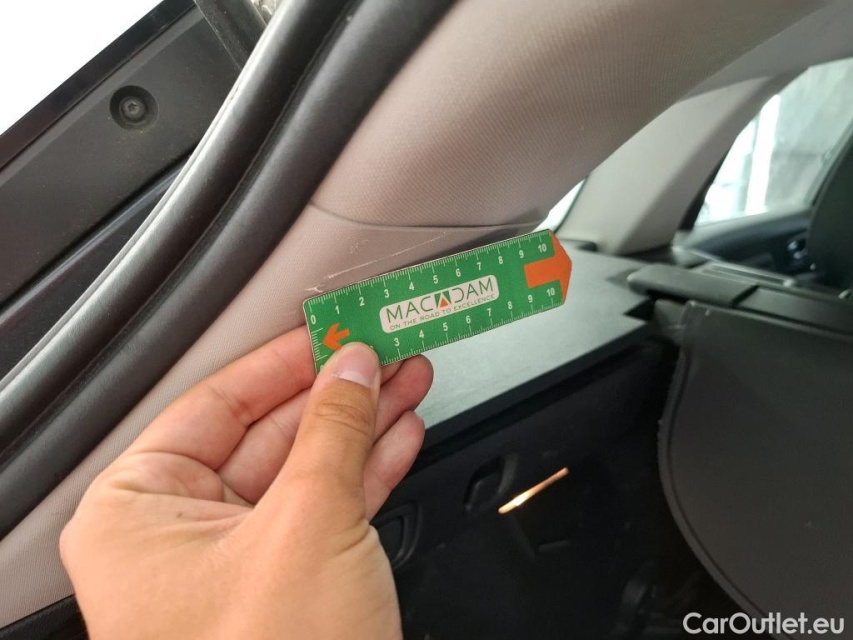 0 1 2 3 4 5 6 7 8 9 10
MACADAM
ON THE ROAD TO EXCELLENCE
3 4 5 6 7 8 9 10
CarOutlet.eu